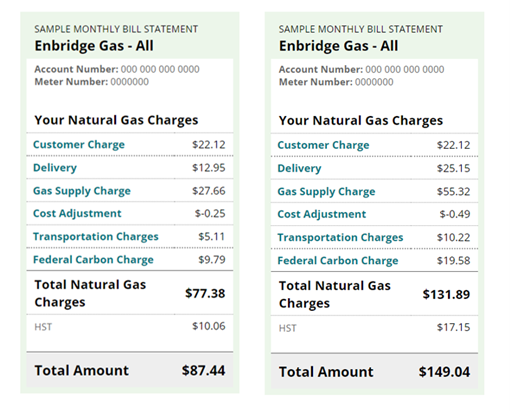 SAMPLE MONTHLY BILL STATEMENT
Enbridge Gas - All
Account Number: 000 000 000 0000
Meter Number: 0000000
Your Natural Gas Charges
Customer Charge $22.12
Delivery $12.95
Gas Supply Charge $27.66
Cost Adjustment $-0.25
Transportation Charges $5.11
Federal Carbon Charge $9.79
Total Natural Gas
Charges $77.38
HST $10.06
Total Amount $87.44
SAMPLE MONTHLY BILL STATEMENT
Enbridge Gas - All
Account Number: 000 000 000 0000
Meter Number: 0000000
Your Natural Gas Charges
Customer Charge $22.12
Delivery $25.15
Gas Supply Charge $55.32
Cost Adjustment $-0.49
Transportation Charges $10.22
Federal Carbon Charge $19.58
Total Natural Gas
Charges $131.89
HST $17.15
Total Amount $149.04